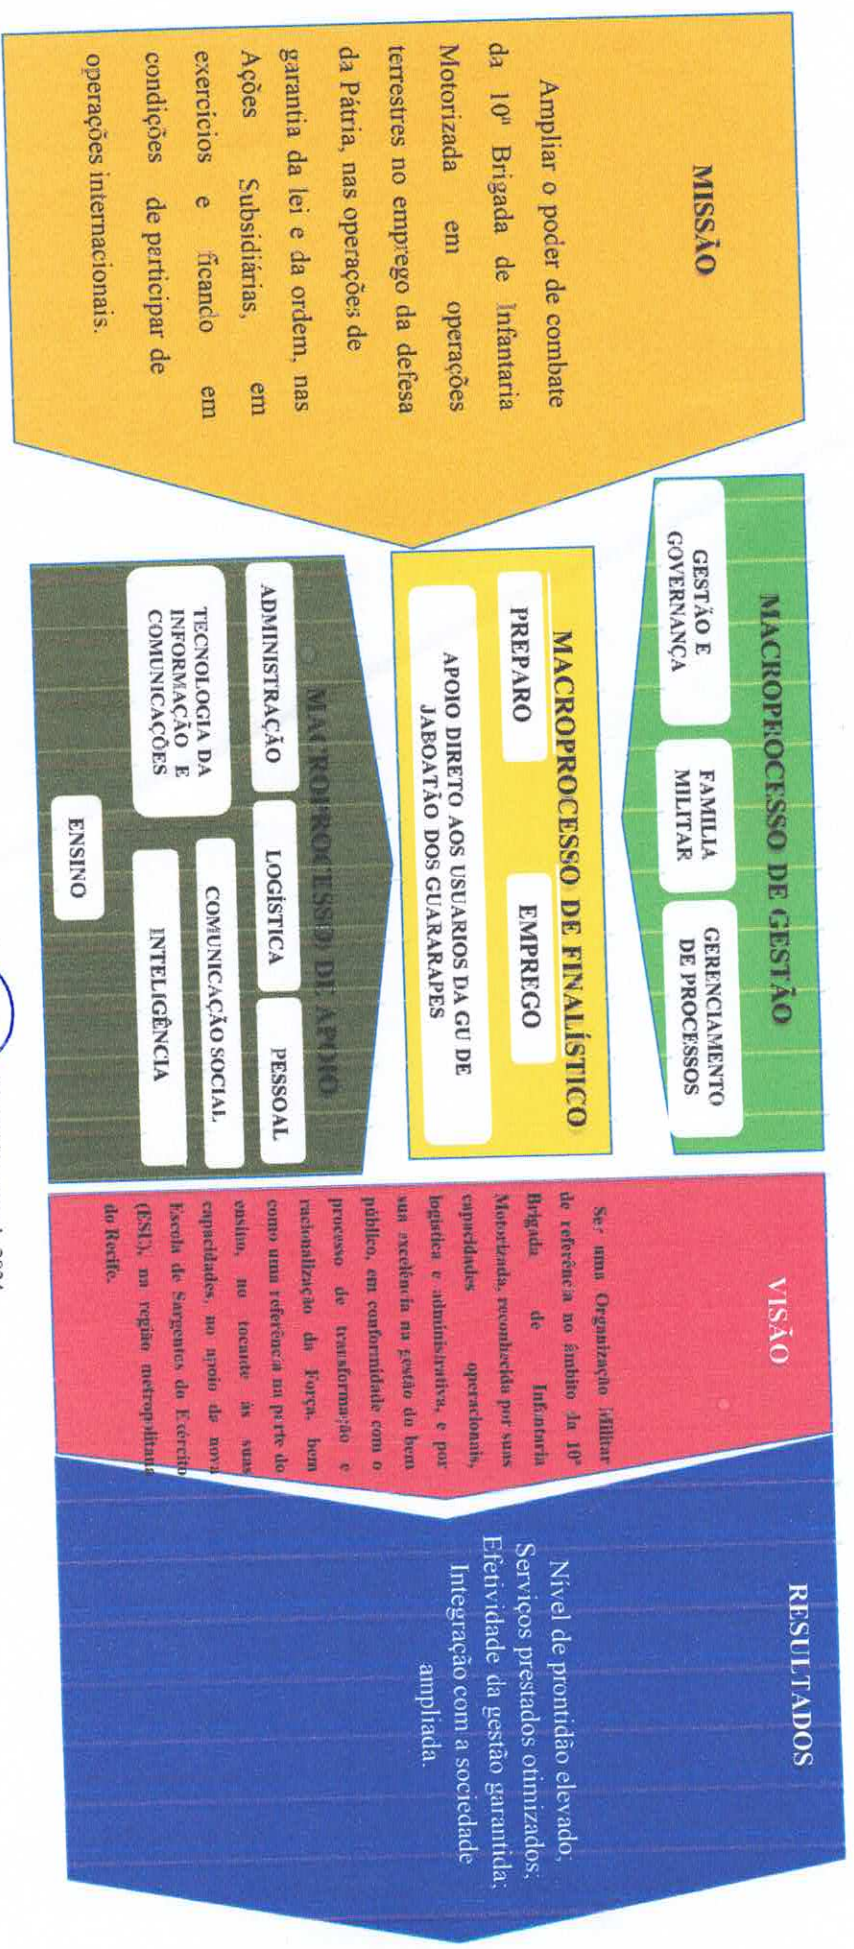 MISSÃO
Ampliar o poder de combate
da 10ª Brigada de Infantaria
Motorizada em operações
terrestres no emprego da defesa
da Pátria, nas operações de
garantia da lei e da ordem, nas
Ações Subsidiárias, em
exercícios e ficando em
condições de participar de
operações internacionais.
MACROPROCESSO DE GESTÃO
GESTÃO E
GOVERNANÇA
FAMILIA
MILITAR
GERENCIAMENTO
DE PROCESSOS
MACROPROCESSO DE FINALÍSTICO
PREPARO
EMPREGO
APOIO DIRETO AOS USUARIOS DA GU DE
JABOATÃO DOS GUARARAPES
MACROPROCESSO DE APOIO
ADMINISTRAÇÃO
LOGÍSTICA
PESSOAL
TECNOLOGIA DA
INFORMAÇÃO E
COMUNICAÇÕES
COMUNICAÇÃO SOCIAL
INTELIGÊNCIA
ENSINO
VISÃO
Ser uma Organização Militar
de referência no âmbito da 10ª
Brigada de Infantaria
Motorizada, reconhecida por suas
capacidades operacionais,
logística e administrativa, e por
sua excelência na gestão do bem
público, em conformidade com o
processo de transformação e
racionalização da Força, bem
como uma referência na parte do
ensino, no tocante às suas
capacidades, no apoio da nova
Escola de Sargentos do Exército
(ESE), na região metropolitana
do Recife.
RESULTADOS
Nível de prontidão elevado;
Serviços prestados otimizados;
Efetividade da gestão garantida;
Integração com a sociedade
ampliada.